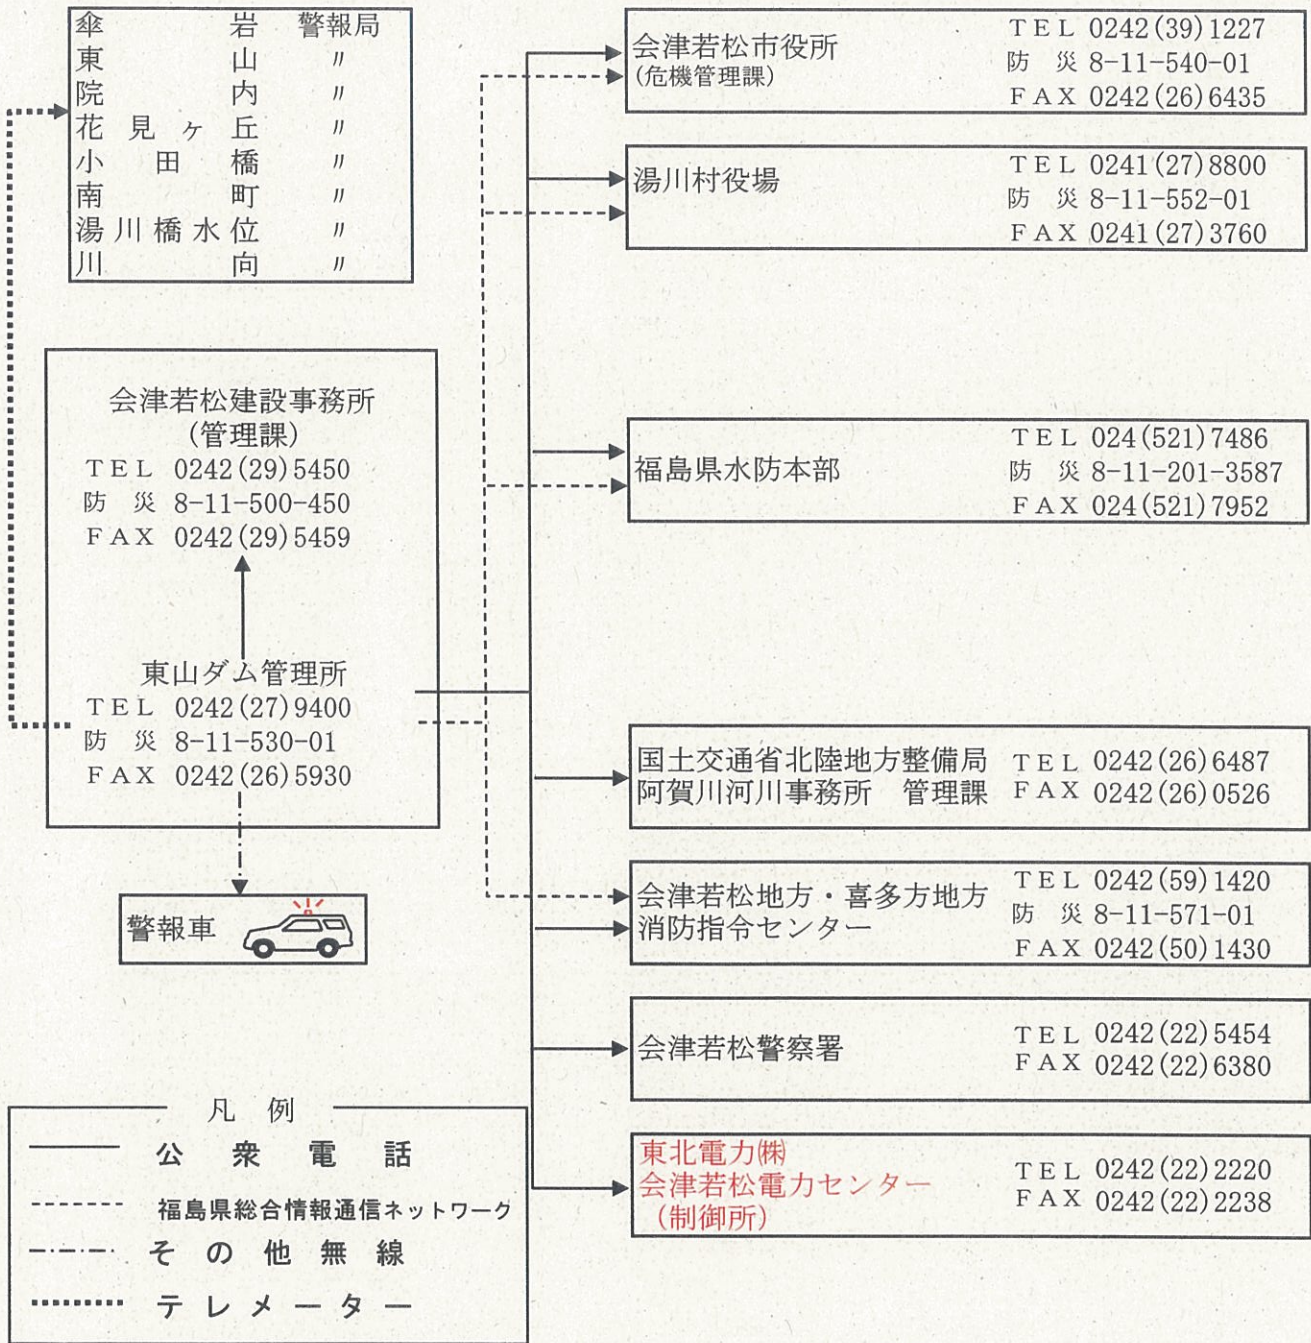 傘岩 警報局
東山 〃
院内 〃
花見ヶ丘 〃
小田橋 〃
南町 〃
湯川橋水位 〃
川向 〃
会津若松建設事務所
(管理課)
TEL 0242(29)5450
防災 8-11-500-450
FAX 0242(29)5459
東山ダム管理所
TEL 0242(27)9400
防災 8-11-530-01
FAX 0242(26)5930
警報車
会津若松市役所
(危機管理課)
TEL 0242(39)1227
防災 8-11-540-01
FAX 0242(26)6435
湯川村役場
TEL 0241(27)8800
防災 8-11-552-01
FAX 0241(27)3760
福島県水防本部
TEL 024(521)7486
防災 8-11-201-3587
FAX 024(521)7952
国土交通省北陸地方整備局
阿賀川河川事務所 管理課
TEL 0242(26)6487
FAX 0242(26)0526
会津若松地方・喜多方地方
消防指令センター
TEL 0242(59)1420
防災 8-11-571-01
FAX 0242(50)1430
会津若松警察署
TEL 0242(22)5454
FAX 0242(22)6380
東北電力㈱
会津若松電力センター
(制御所)
TEL 0242(22)2220
FAX 0242(22)2238
凡例
公衆電話
福島県総合情報通信ネットワーク
その他無線
テレメーター